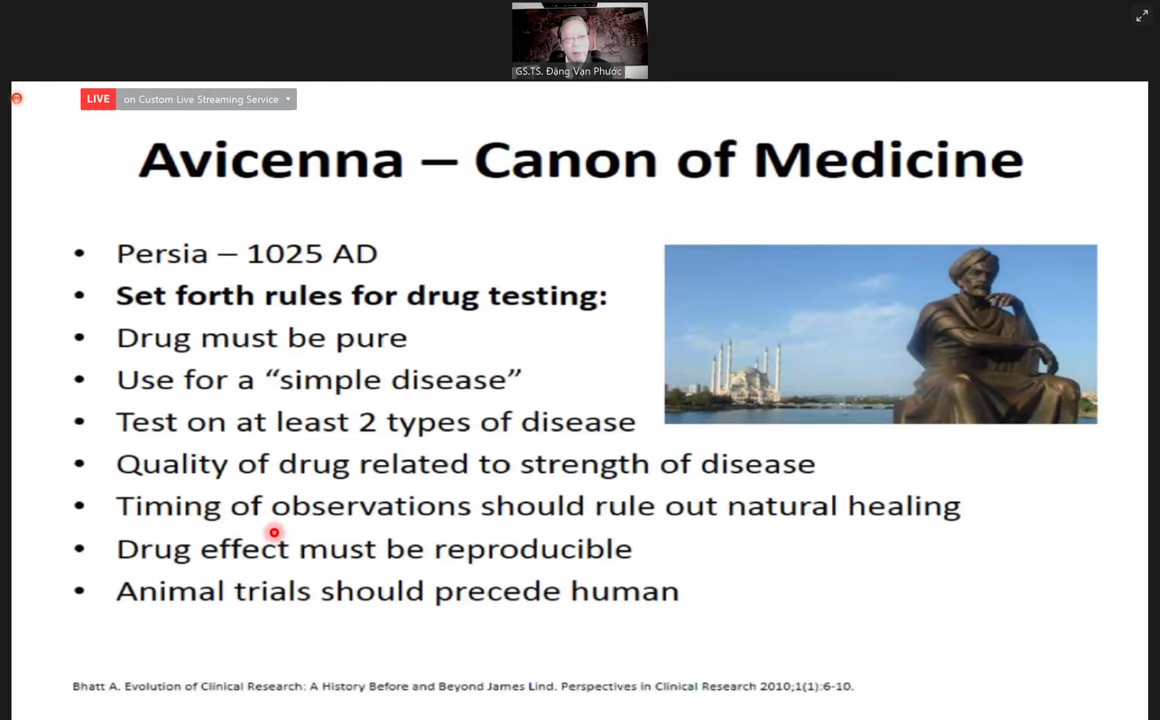 GS.TS. Đặng Vạn Phước
LIVE on Custom Live Streaming Service
Avicenna – Canon of Medicine
• Persia – 1025 AD
• Set forth rules for drug testing:
• Drug must be pure
• Use for a “simple disease”
• Test on at least 2 types of disease
• Quality of drug related to strength of disease
• Timing of observations should rule out natural healing
• Drug effect must be reproducible
• Animal trials should precede human
Bhatt A. Evolution of Clinical Research: A History Before and Beyond James Lind. Perspectives in Clinical Research 2010;1(1):6-10.